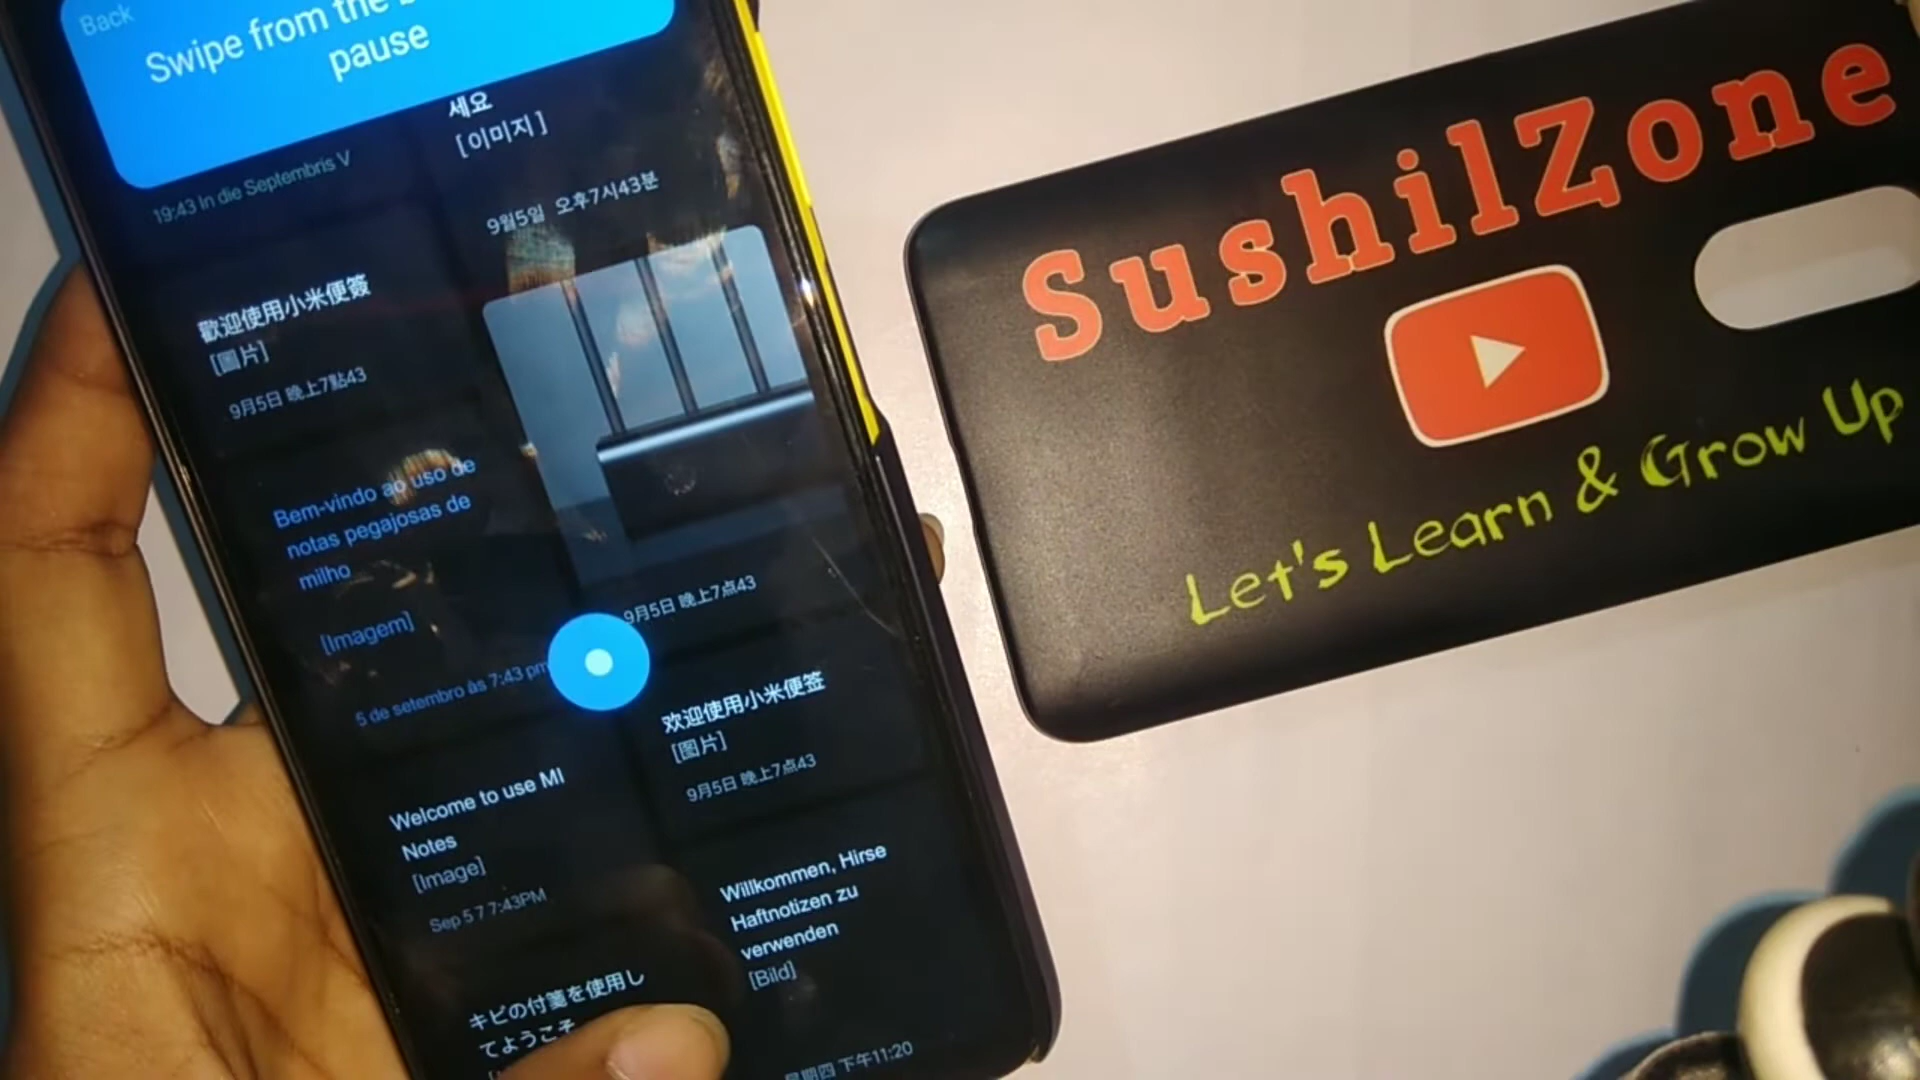 Back
Swipe from the b
pause
세요
[이미지]
19:43 In die Septembris V
9월5일 오후7시43분
歡迎使用小米便簽
[圖片]
9月5日 晚上7點43
Bem-vindo ao uso de
notas pegajosas de
milho
[Imagem]
5 de setembro às 7:43 pm
9月5日 晚上7点43
欢迎使用小米便签
[图片]
9月5日 晚上7点43
Welcome to use MI
Notes
[Image]
Sep 5 7 7:43PM
Willkommen, Hirse
Haftnotizen zu
verwenden
[Bild]
キビの付箋を使用し
てようこそ
星期四 下午11:20
SushilZone
Let's Learn & Grow Up